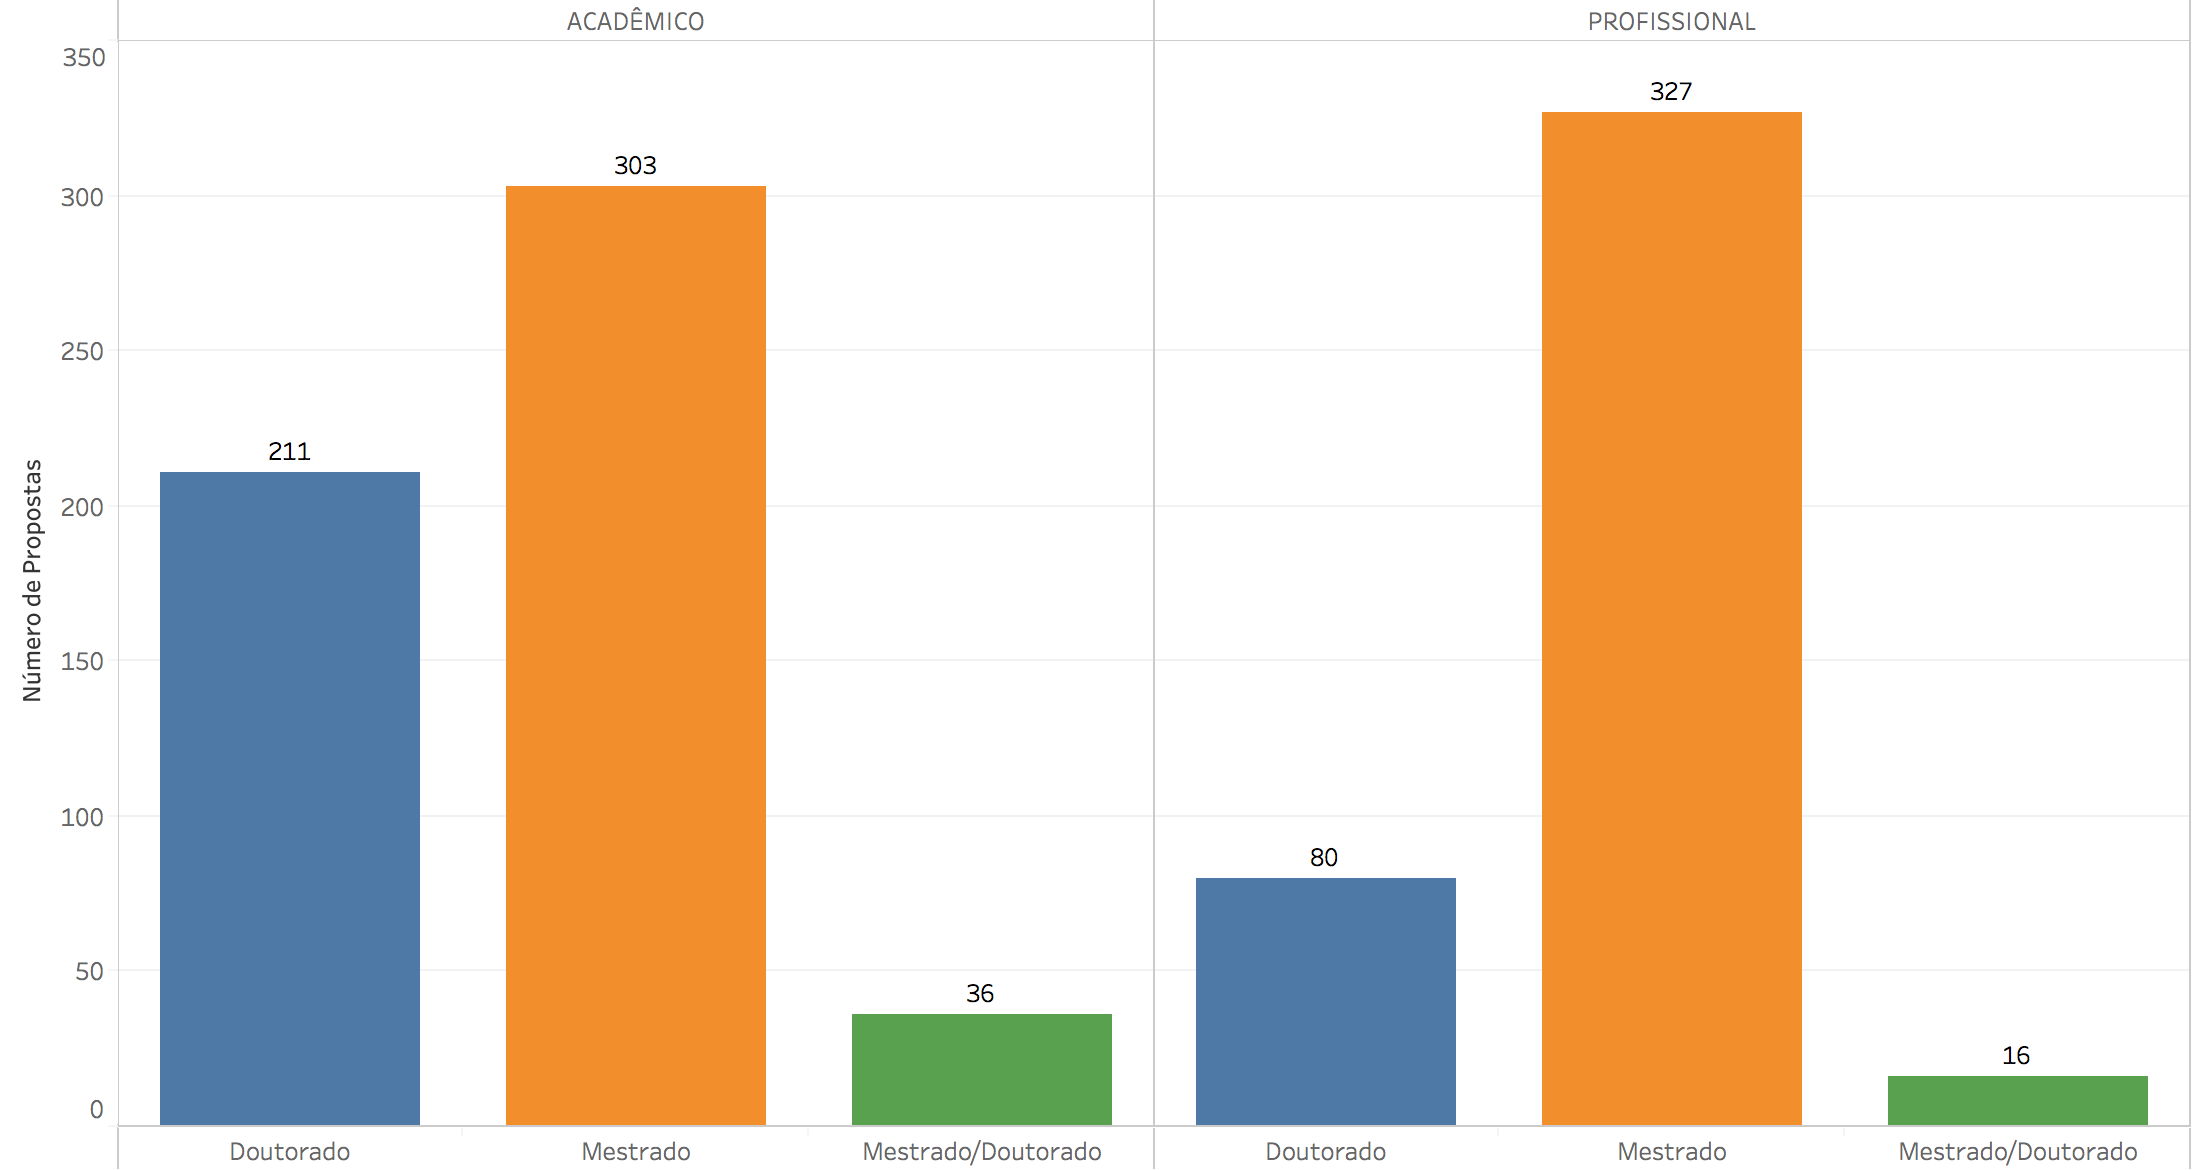 ACADÊMICO
PROFISSIONAL
Número de Propostas
350
300
250
200
150
100
50
0
211
303
36
80
327
16
Doutorado
Mestrado
Mestrado/Doutorado
Doutorado
Mestrado
Mestrado/Doutorado